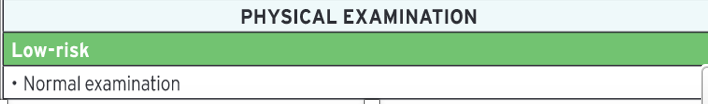 PHYSICAL EXAMINATION
Low-risk
• Normal examination